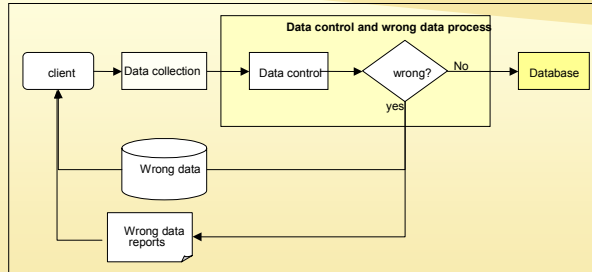 Data control and wrong data process
client
Data collection
Data control
wrong?
No
Database
yes
Wrong data
Wrong data
reports